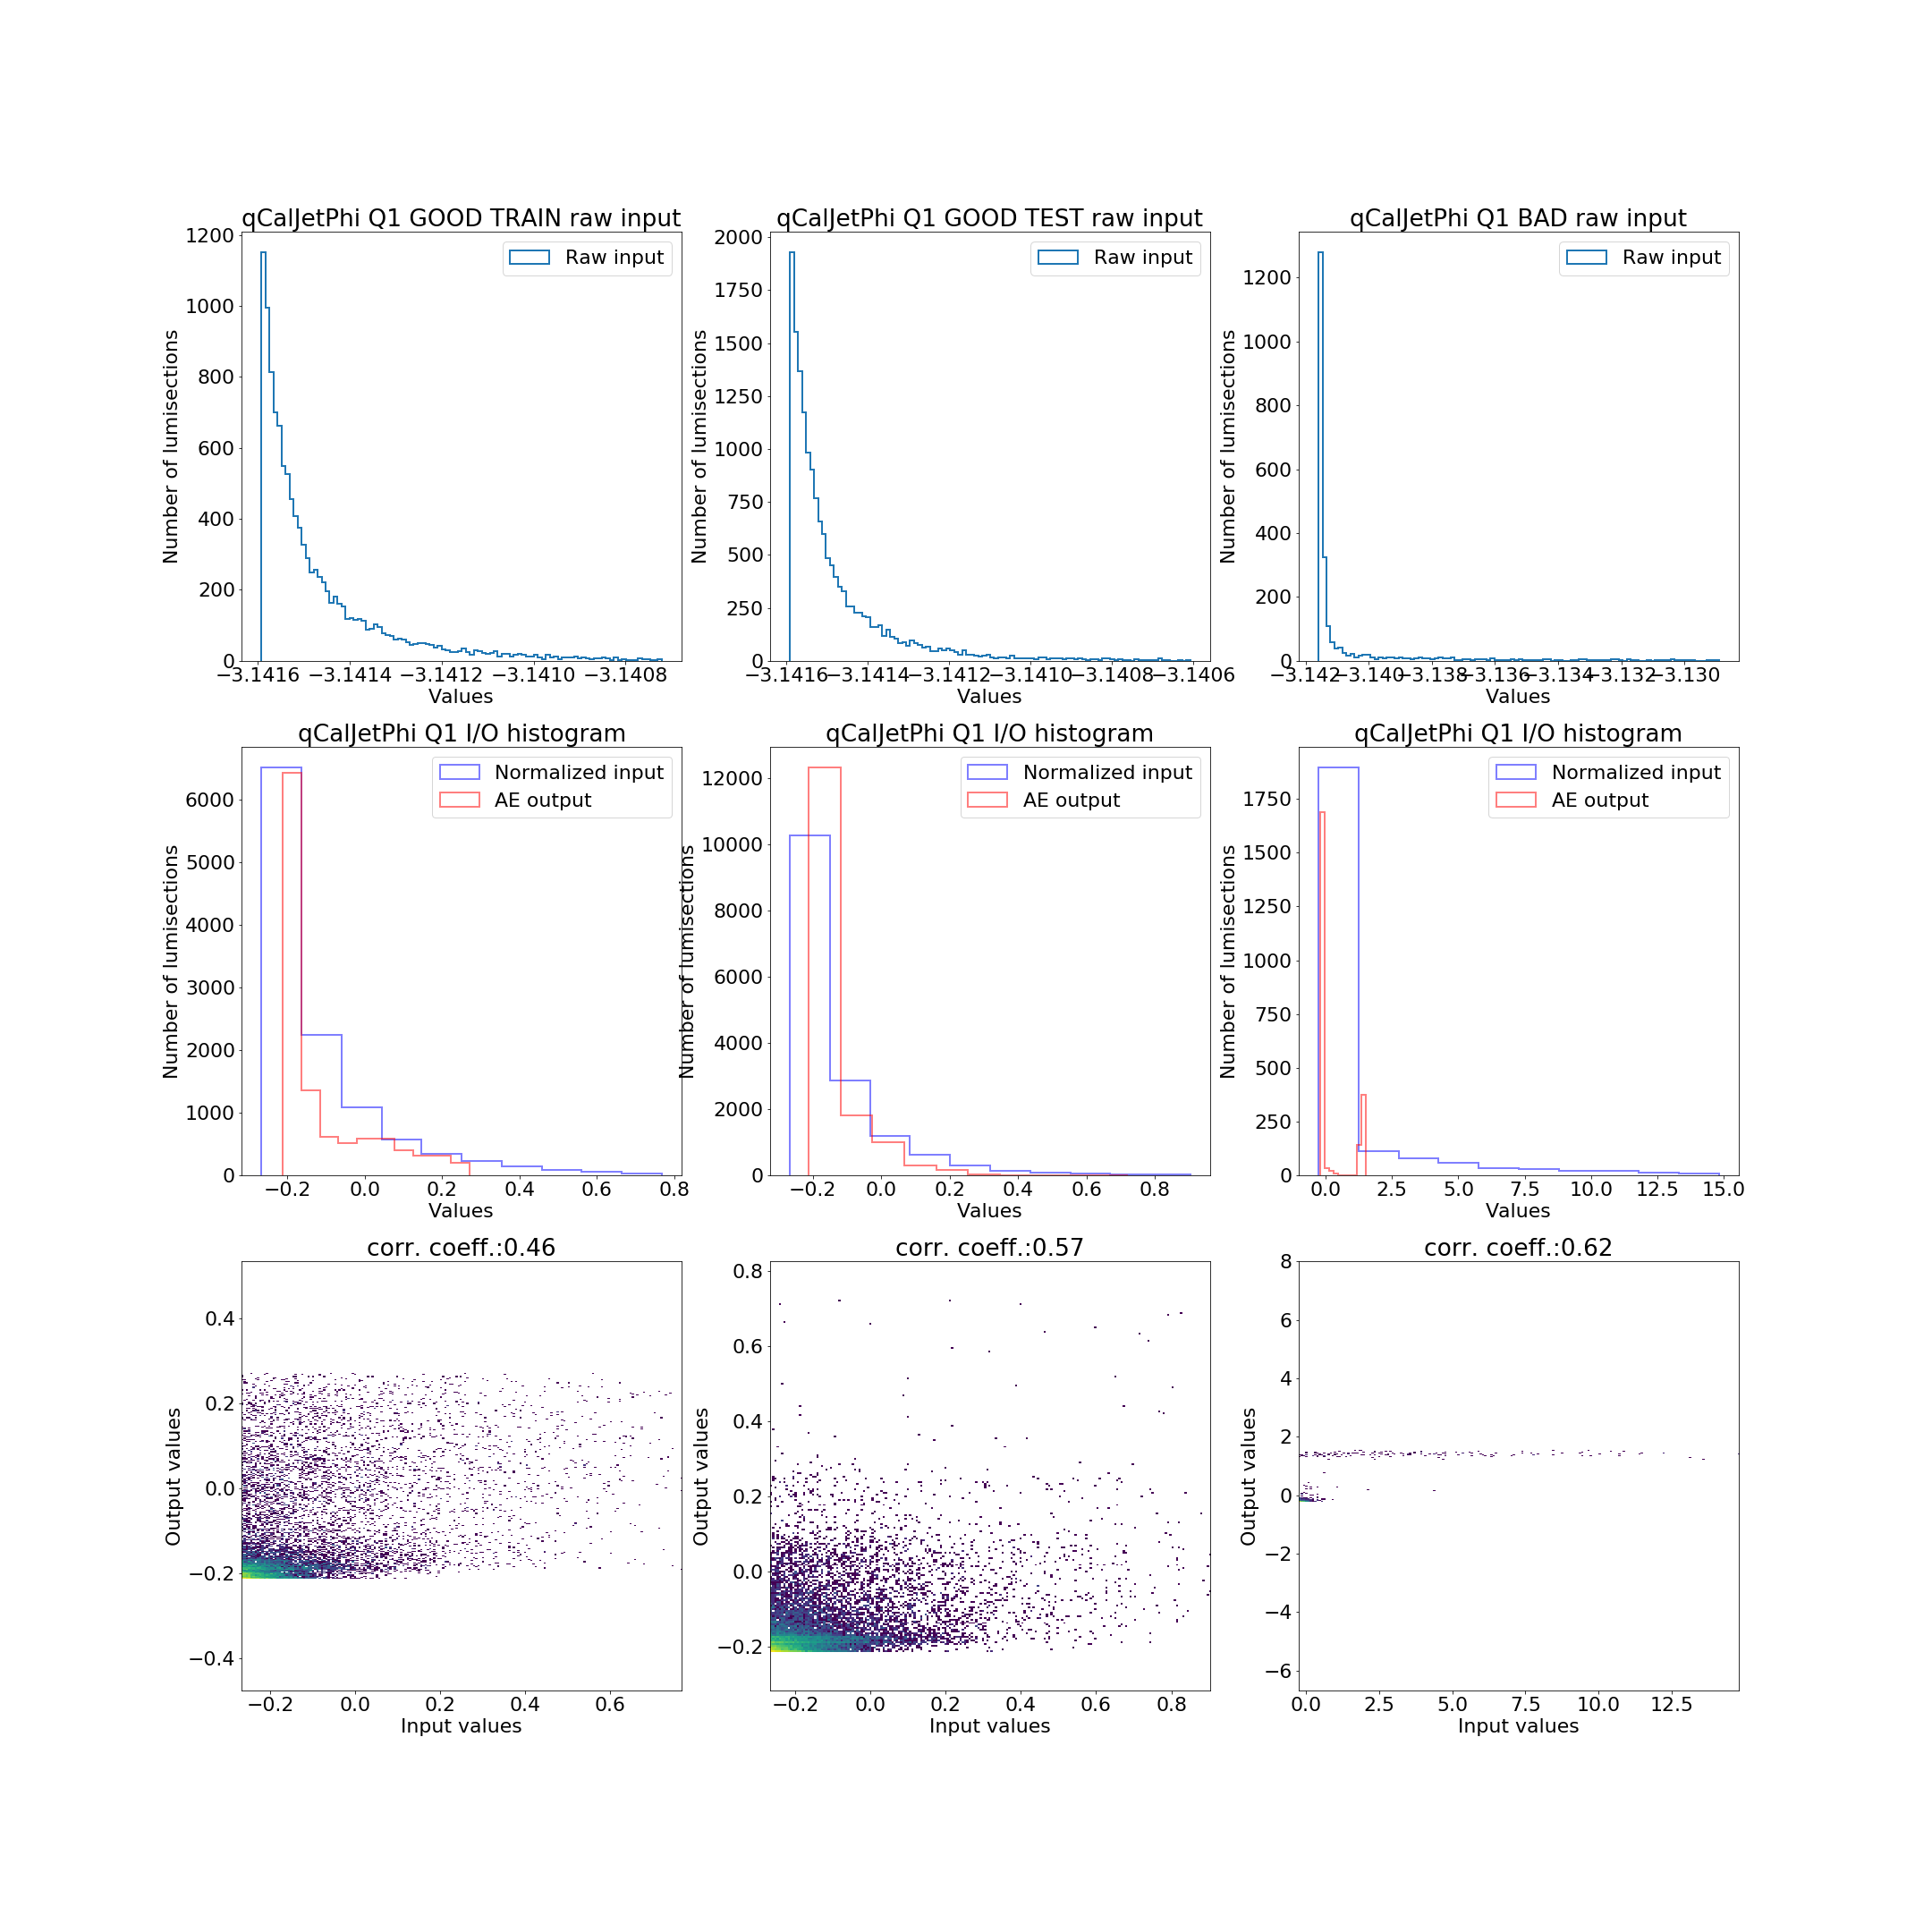 qCalJetPhi Q1 GOOD TRAIN raw input
Raw input
Number of lumisections
1200
1000
800
600
400
200
0
−3.1416 −3.1414 −3.1412 −3.1410 −3.1408
Values
qCalJetPhi Q1 GOOD TEST raw input
Raw input
Number of lumisections
2000
1750
1500
1250
1000
750
500
250
0
−3.1416 −3.1414 −3.1412 −3.1410 −3.1408 −3.1406
Values
qCalJetPhi Q1 BAD raw input
Raw input
Number of lumisections
1200
1000
800
600
400
200
0
−3.142 −3.140 −3.138 −3.136 −3.134 −3.132 −3.130
Values
qCalJetPhi Q1 I/O histogram
Normalized input
AE output
Number of lumisections
6000
5000
4000
3000
2000
1000
0
−0.2 0.0 0.2 0.4 0.6 0.8
Values
qCalJetPhi Q1 I/O histogram
Normalized input
AE output
Number of lumisections
12000
10000
8000
6000
4000
2000
0
−0.2 0.0 0.2 0.4 0.6 0.8
Values
qCalJetPhi Q1 I/O histogram
Normalized input
AE output
Number of lumisections
1750
1500
1250
1000
750
500
250
0
0.0 2.5 5.0 7.5 10.0 12.5 15.0
Values
corr. coeff.:0.46
Output values
0.4
0.2
0.0
−0.2
−0.4
−0.2 0.0 0.2 0.4 0.6
Input values
corr. coeff.:0.57
Output values
0.8
0.6
0.4
0.2
0.0
−0.2
−0.2 0.0 0.2 0.4 0.6 0.8
Input values
corr. coeff.:0.62
Output values
8
6
4
2
0
−2
−4
−6
0.0 2.5 5.0 7.5 10.0 12.5
Input values